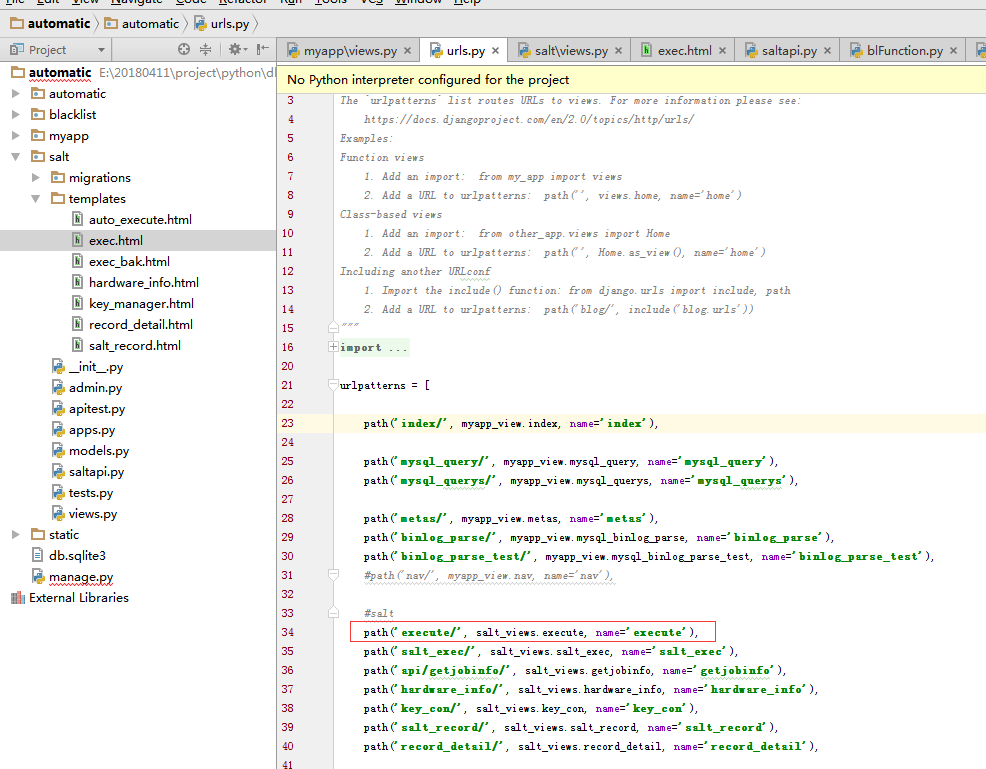 File Edit View Navigate Code Refactor Run Tools VCS Window Help
automatic automatic urls.py
Project
myapp\views.py urls.py salt\views.py exec.html saltapi.py blFunction.py
automatic E:\20180411\project\python\dl
automatic
blacklist
myapp
salt
migrations
templates
auto_execute.html
exec.html
exec_bak.html
hardware_info.html
key_manager.html
record_detail.html
salt_record.html
__init__.py
admin.py
apitest.py
apps.py
models.py
saltapi.py
tests.py
views.py
static
db.sqlite3
manage.py
External Libraries
No Python interpreter configured for the project
3 The `urlpatterns` list routes URLs to views. For more information please see:
4 https://docs.djangoproject.com/en/2.0/topics/http/urls/
5 Examples:
6 Function views
7 1. Add an import:  from my_app import views
8 2. Add a URL to urlpatterns:  path('', views.home, name='home')
9 Class-based views
10 1. Add an import:  from other_app.views import Home
11 2. Add a URL to urlpatterns:  path('', Home.as_view(), name='home')
12 Including another URLconf
13 1. Import the include() function: from django.urls import include, path
14 2. Add a URL to urlpatterns:  path('blog/', include('blog.urls'))
15 """
16 import ...
20
21 urlpatterns = [
22
23 path('index/', myapp_view.index, name='index'),
24
25 path('mysql_query/', myapp_view.mysql_query, name='mysql_query'),
26 path('mysql_querys/', myapp_view.mysql_querys, name='mysql_querys'),
27
28 path('metas/', myapp_view.metas, name='metas'),
29 path('binlog_parse/', myapp_view.mysql_binlog_parse, name='binlog_parse'),
30 path('binlog_parse_test/', myapp_view.mysql_binlog_parse_test, name='binlog_parse_test'),
31 #path('nav/', myapp_view.nav, name='nav'),
32
33 #salt
34 path('execute/', salt_views.execute, name='execute'),
35 path('salt_exec/', salt_views.salt_exec, name='salt_exec'),
36 path('api/getjobinfo/', salt_views.getjobinfo, name='getjobinfo'),
37 path('hardware_info/', salt_views.hardware_info, name='hardware_info'),
38 path('key_con/', salt_views.key_con, name='key_con'),
39 path('salt_record/', salt_views.salt_record, name='salt_record'),
40 path('record_detail/', salt_views.record_detail, name='record_detail'),
41